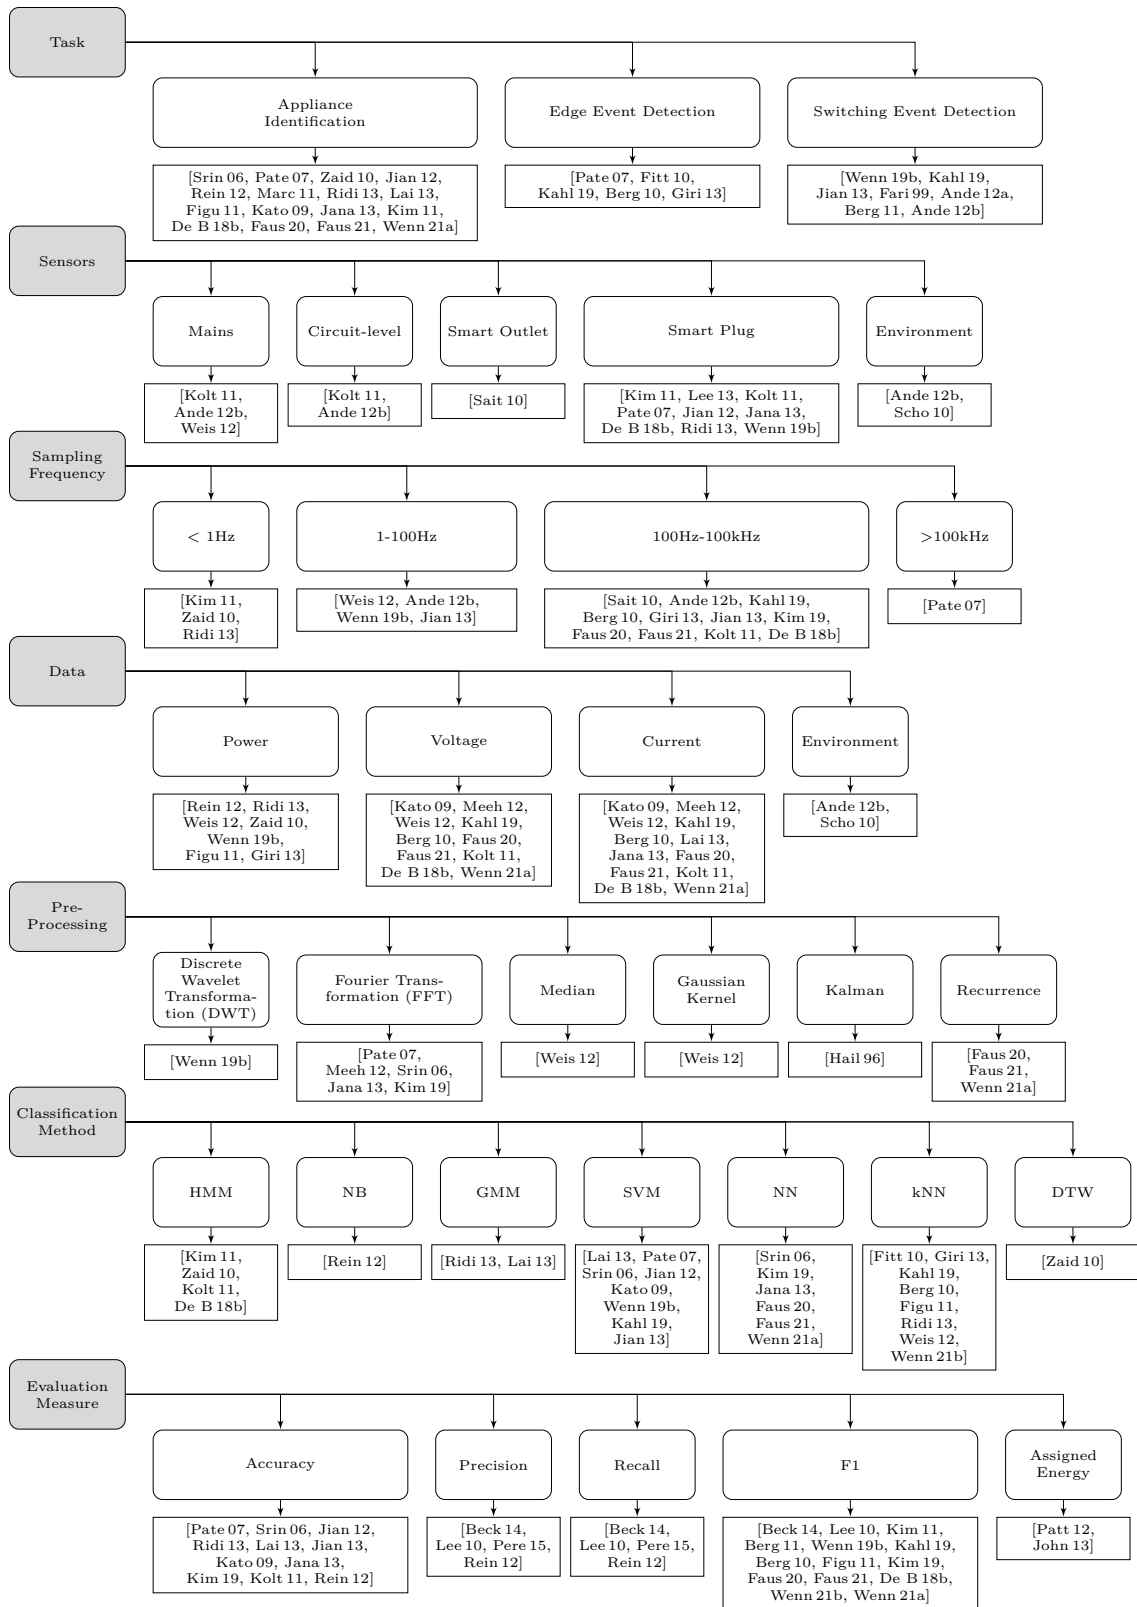 Task
Appliance
Identification
Edge Event Detection
Switching Event Detection
[Srin 06, Pate 07, Zaid 10, Jian 12,
Rein 12, Marc 11, Ridi 13, Lai 13,
Figu 11, Kato 09, Jana 13, Kim 11,
De B 18b, Faus 20, Faus 21, Wenn 21a]
[Pate 07, Fitt 10,
Kahl 19, Berg 10, Giri 13]
[Wenn 19b, Kahl 19,
Jian 13, Fari 99, Ande 12a,
Berg 11, Ande 12b]
Sensors
Mains
Circuit-level
Smart Outlet
Smart Plug
Environment
[Kolt 11,
Ande 12b,
Weis 12]
[Kolt 11,
Ande 12b]
[Sait 10]
[Kim 11, Lee 13, Kolt 11,
Pate 07, Jian 12, Jana 13,
De B 18b, Ridi 13, Wenn 19b]
[Ande 12b,
Scho 10]
Sampling
Frequency
< 1Hz
1-100Hz
100Hz-100kHz
>100kHz
[Kim 11,
Zaid 10,
Ridi 13]
[Weis 12, Ande 12b,
Wenn 19b, Jian 13]
[Sait 10, Ande 12b, Kahl 19,
Berg 10, Giri 13, Jian 13, Kim 19,
Faus 20, Faus 21, Kolt 11, De B 18b]
[Pate 07]
Data
Power
Voltage
Current
Environment
[Rein 12, Ridi 13,
Weis 12, Zaid 10,
Wenn 19b,
Figu 11, Giri 13]
[Kato 09, Meeh 12,
Weis 12, Kahl 19,
Berg 10, Faus 20,
Faus 21, Kolt 11,
De B 18b, Wenn 21a]
[Kato 09, Meeh 12,
Weis 12, Kahl 19,
Berg 10, Lai 13,
Jana 13, Faus 20,
Faus 21, Kolt 11,
De B 18b, Wenn 21a]
[Ande 12b,
Scho 10]
Pre-
Processing
Discrete
Wavelet
Transforma-
tion (DWT)
Fourier Trans-
formation (FFT)
Median
Gaussian
Kernel
Kalman
Recurrence
[Wenn 19b]
[Pate 07,
Meeh 12, Srin 06,
Jana 13, Kim 19]
[Weis 12]
[Weis 12]
[Hail 96]
[Faus 20,
Faus 21,
Wenn 21a]
Classification
Method
HMM
NB
GMM
SVM
NN
kNN
DTW
[Kim 11,
Zaid 10,
Kolt 11,
De B 18b]
[Rein 12]
[Ridi 13, Lai 13]
[Lai 13, Pate 07,
Srin 06, Jian 12,
Kato 09,
Wenn 19b,
Kahl 19,
Jian 13]
[Srin 06,
Kim 19,
Jana 13,
Faus 20,
Faus 21,
Wenn 21a]
[Fitt 10, Giri 13,
Kahl 19,
Berg 10,
Figu 11,
Ridi 13,
Weis 12,
Wenn 21b]
[Zaid 10]
Evaluation
Measure
Accuracy
Precision
Recall
F1
Assigned
Energy
[Pate 07, Srin 06, Jian 12,
Ridi 13, Lai 13, Jian 13,
Kato 09, Jana 13,
Kim 19, Kolt 11, Rein 12]
[Beck 14,
Lee 10, Pere 15,
Rein 12]
[Beck 14,
Lee 10, Pere 15,
Rein 12]
[Beck 14, Lee 10, Kim 11,
Berg 11, Wenn 19b, Kahl 19,
Berg 10, Figu 11, Kim 19,
Faus 20, Faus 21, De B 18b,
Wenn 21b, Wenn 21a]
[Patt 12,
John 13]